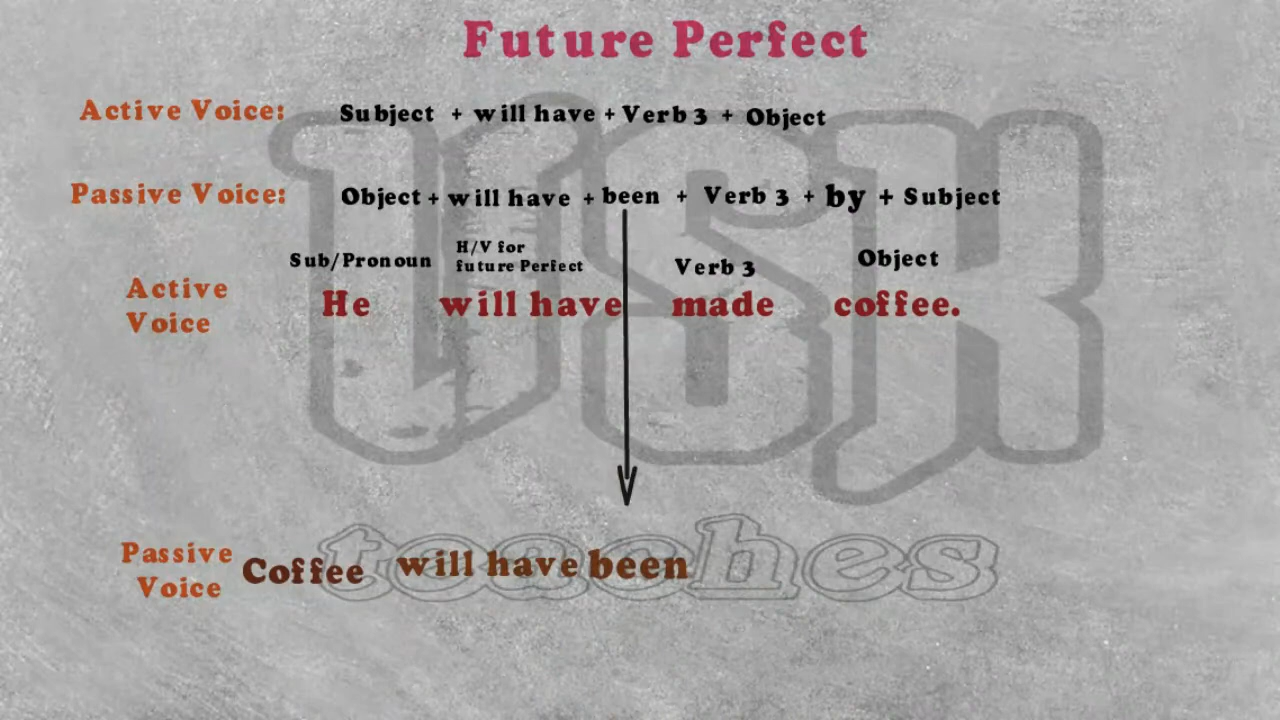 Future Perfect
Active Voice: Subject + will have + Verb 3 + Object
Passive Voice: Object + will have + been + Verb 3 + by + Subject
Sub/Pronoun H/V for future Perfect Verb 3 Object
Active Voice He will have made coffee.
Passive Voice Coffee will have been
teaches